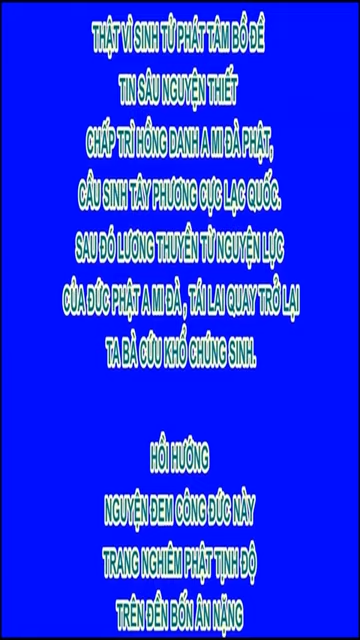 THẬT VÌ SINH TỬ PHÁT TÂM BỒ ĐỀ
TIN SÂU NGUYỆN THIẾT
CHẤP TRÌ HỒNG DANH A MI ĐÀ PHẬT,
CẦU SINH TÂY PHƯƠNG CỰC LẠC QUỐC.
SAU ĐÓ LƯƠNG THUYỀN TỪ NGUYỆN LỰC
CỦA ĐỨC PHẬT A MI ĐÀ , TÁI LAI QUAY TRỞ LẠI
TA BÀ CỨU KHỔ CHÚNG SINH.
HỒI HƯỚNG
NGUYỆN ĐEM CÔNG ĐỨC NÀY
TRANG NGHIÊM PHẬT TỊNH ĐỘ
TRÊN ĐỀN BỐN ÂN NẶNG